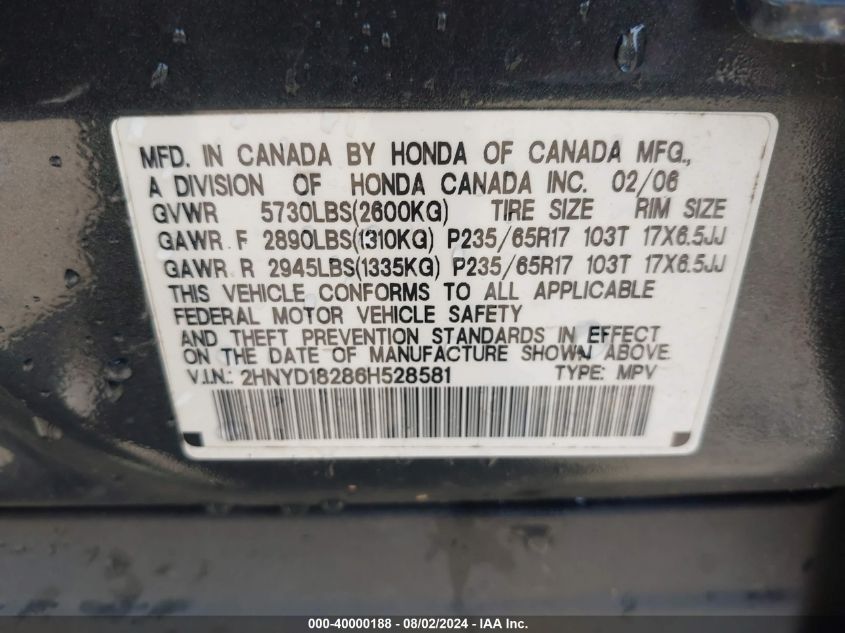 MFD. IN CANADA BY HONDA OF CANADA MFG.,
A DIVISION OF HONDA CANADA INC. 02/06
GVWR 5730LBS(2600KG) TIRE SIZE RIM SIZE
GAWR F 2890LBS(1310KG) P235/65R17 103T 17X6.5JJ
GAWR R 2945LBS(1335KG) P235/65R17 103T 17X6.5JJ
THIS VEHICLE CONFORMS TO ALL APPLICABLE
FEDERAL MOTOR VEHICLE SAFETY
AND THEFT PREVENTION STANDARDS IN EFFECT
ON THE DATE OF MANUFACTURE SHOWN ABOVE.
V.I.N.: 2HNYD18286H528581 TYPE: MPV
000-40000188 - 08/02/2024 - IAA Inc.